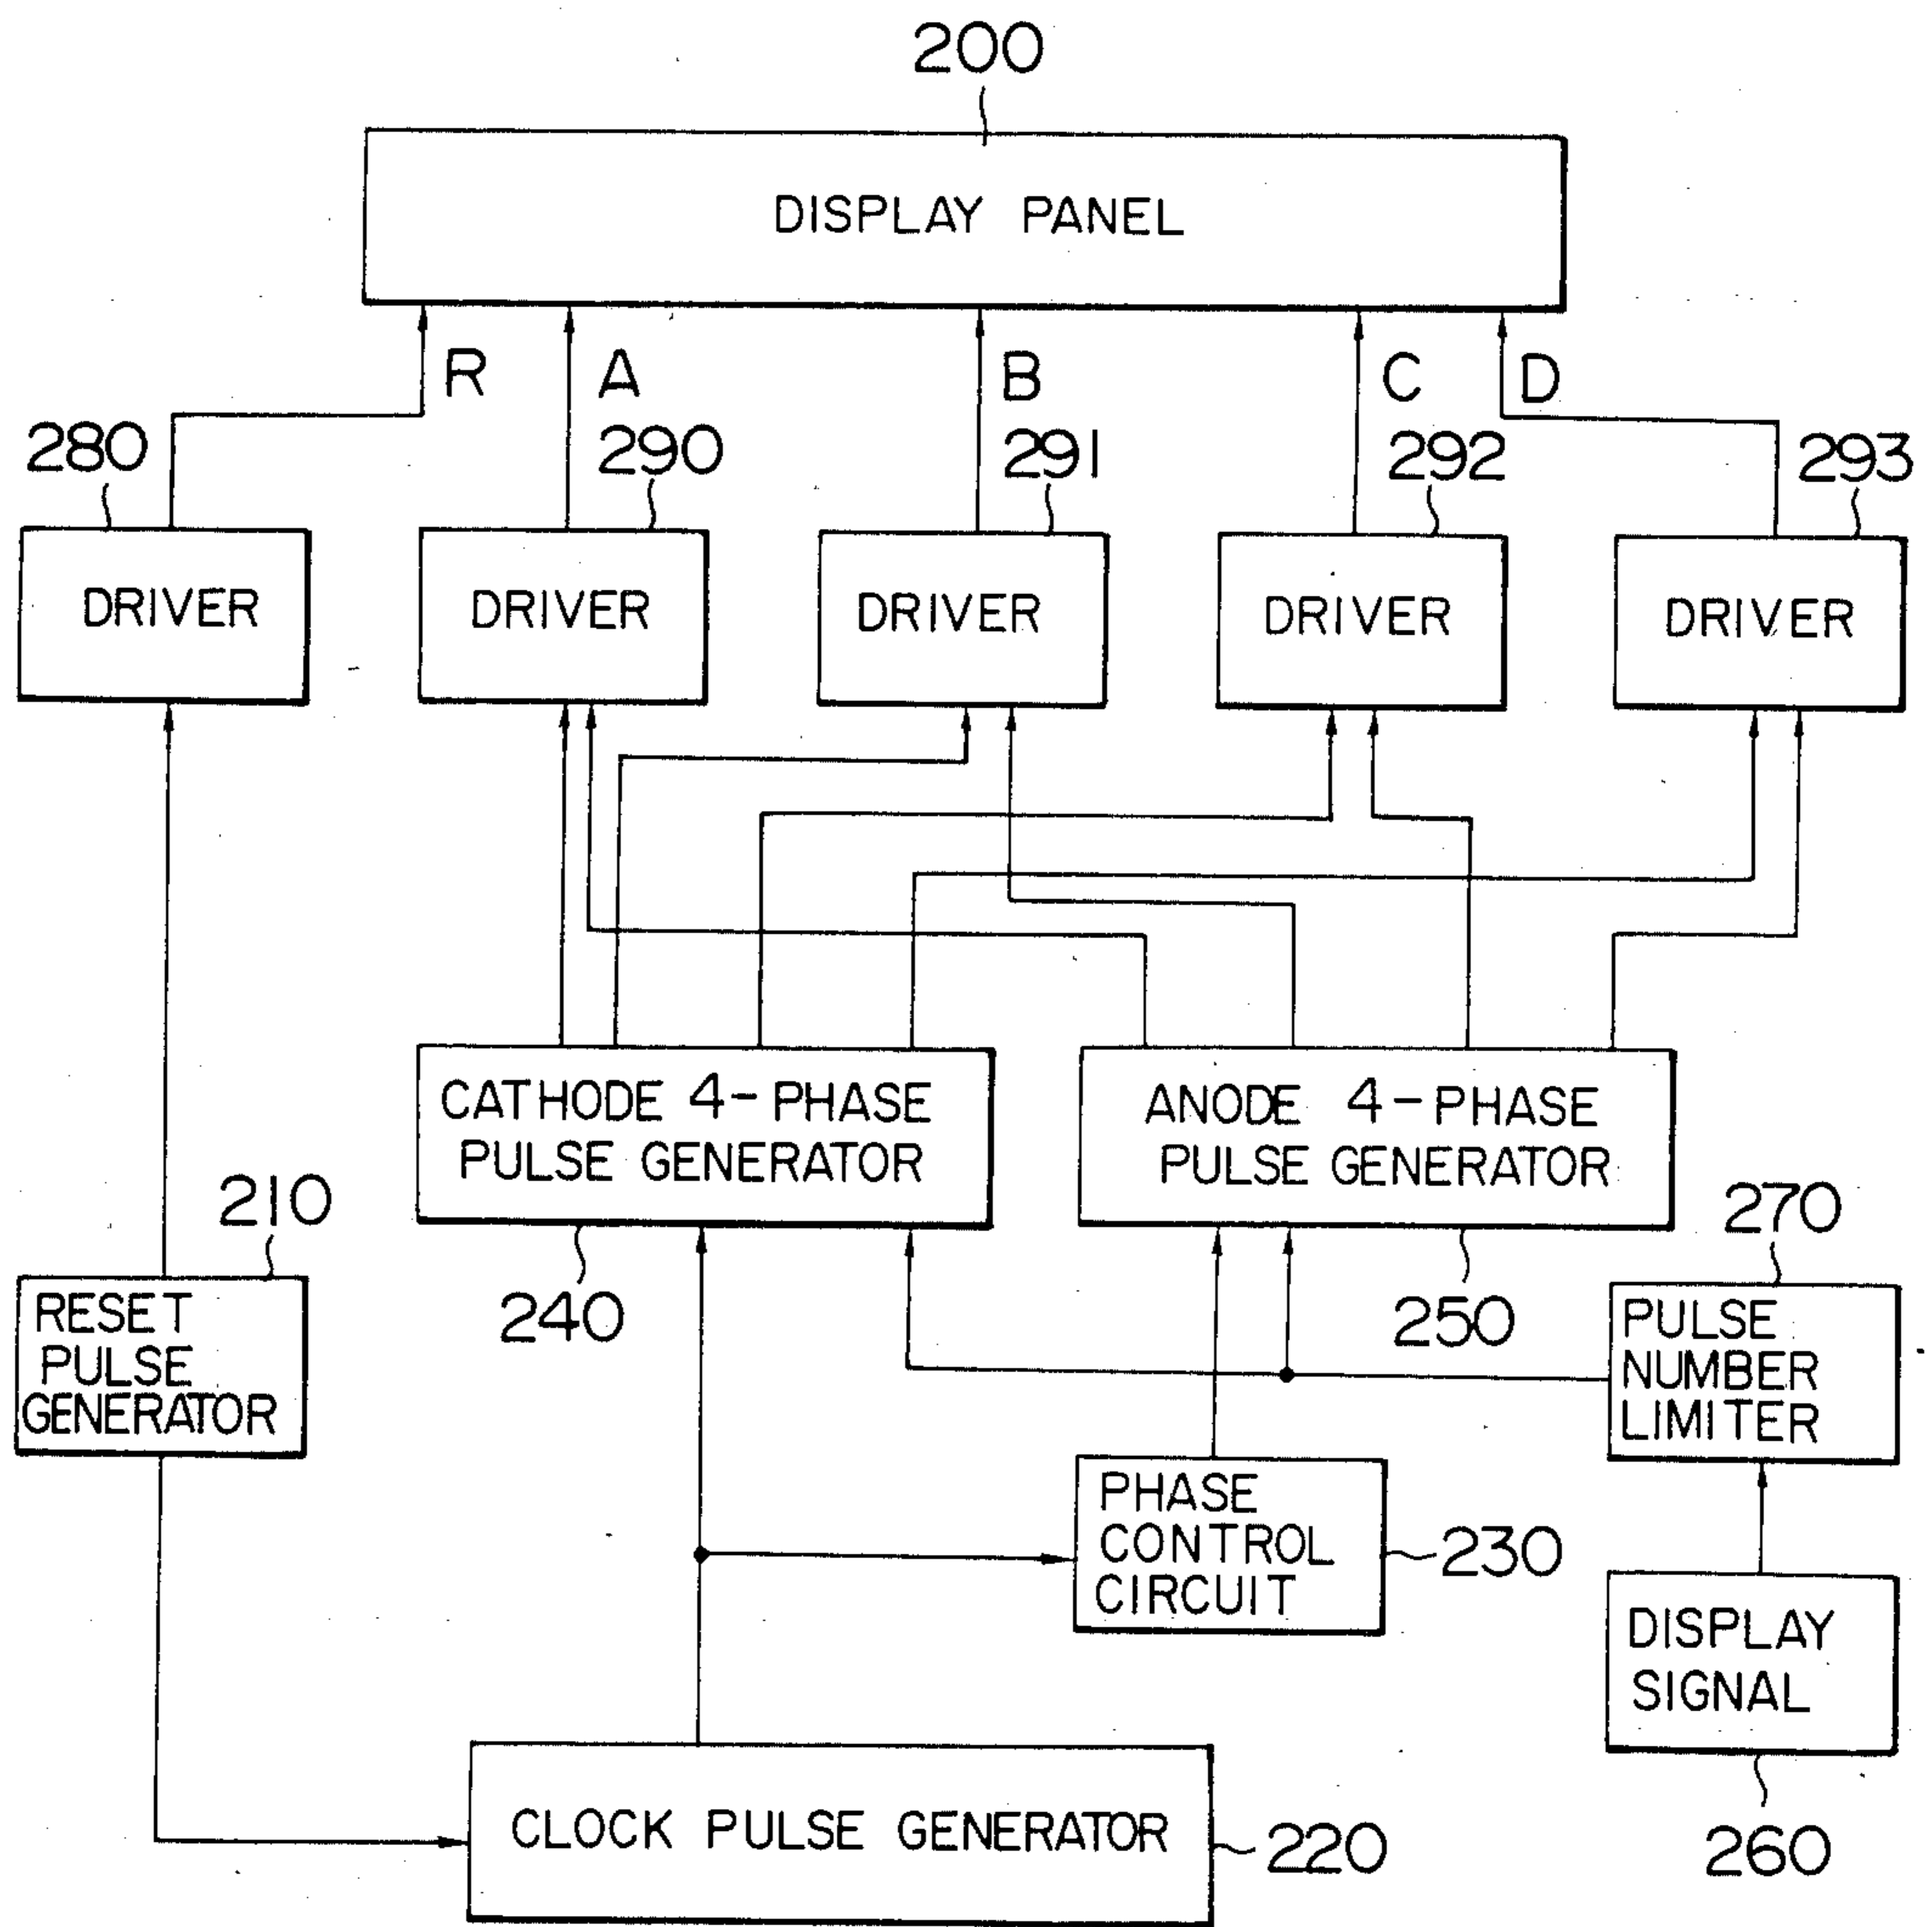 200
DISPLAY PANEL
R
A
B
C
D
280
290
291
292
293
DRIVER
DRIVER
DRIVER
DRIVER
DRIVER
CATHODE 4-PHASE
PULSE GENERATOR
ANODE 4-PHASE
PULSE GENERATOR
210
270
240
250
RESET
PULSE
GENERATOR
PULSE
NUMBER
LIMITER
PHASE
CONTROL
CIRCUIT
230
DISPLAY
SIGNAL
CLOCK PULSE GENERATOR
220
260